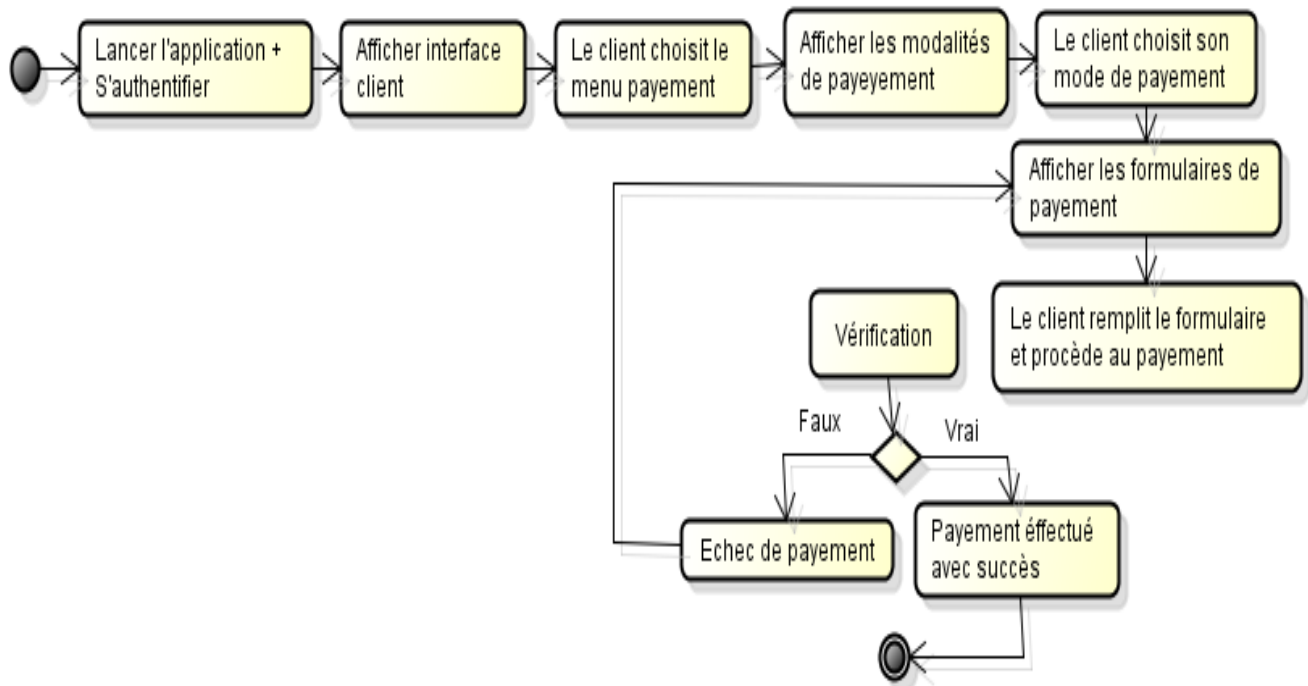 Lancer l'application +
S'authentifier
Afficher interface
client
Le client choisit le
menu payement
Afficher les modalités
de payeyement
Le client choisit son
mode de payement
Afficher les formulaires de
payement
Le client remplit le formulaire
et procède au payement
Vérification
Faux
Vrai
Echec de payement
Payement éffectué
avec succès